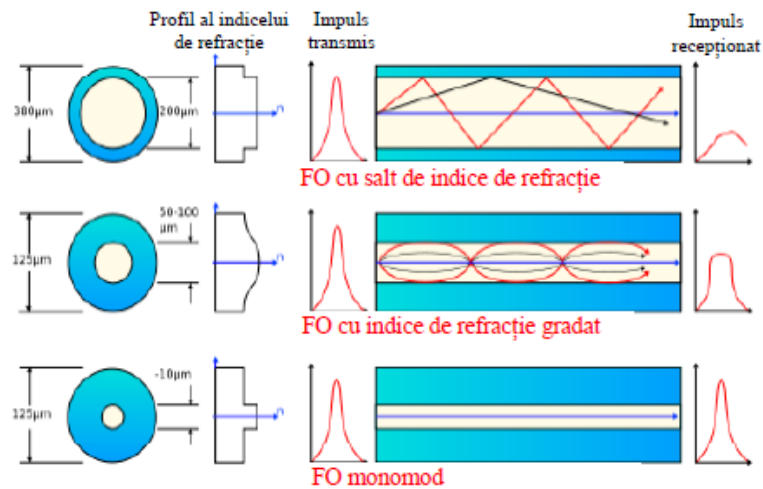 Profil al indicelui
de refracție
Impuls
transmis
Impuls
recepționat
380μm
200μm
n
FO cu salt de indice de refracție
125μm
50-100
μm
n
FO cu indice de refracție gradat
125μm
-10μm
n
FO monomod